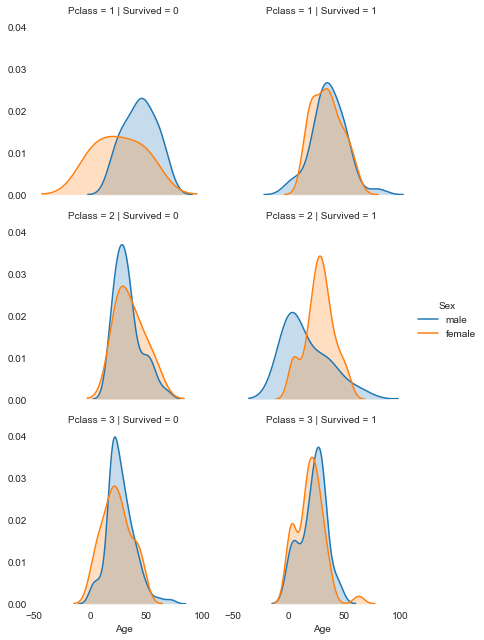 Pclass = 1 | Survived = 0
Pclass = 1 | Survived = 1
0.04
0.03
0.02
0.01
0.00
Pclass = 2 | Survived = 0
Pclass = 2 | Survived = 1
0.04
0.03
0.02
0.01
0.00
Sex
male
female
Pclass = 3 | Survived = 0
Pclass = 3 | Survived = 1
0.04
0.03
0.02
0.01
0.00
−50 0 50 100
−50 0 50 100
Age
Age